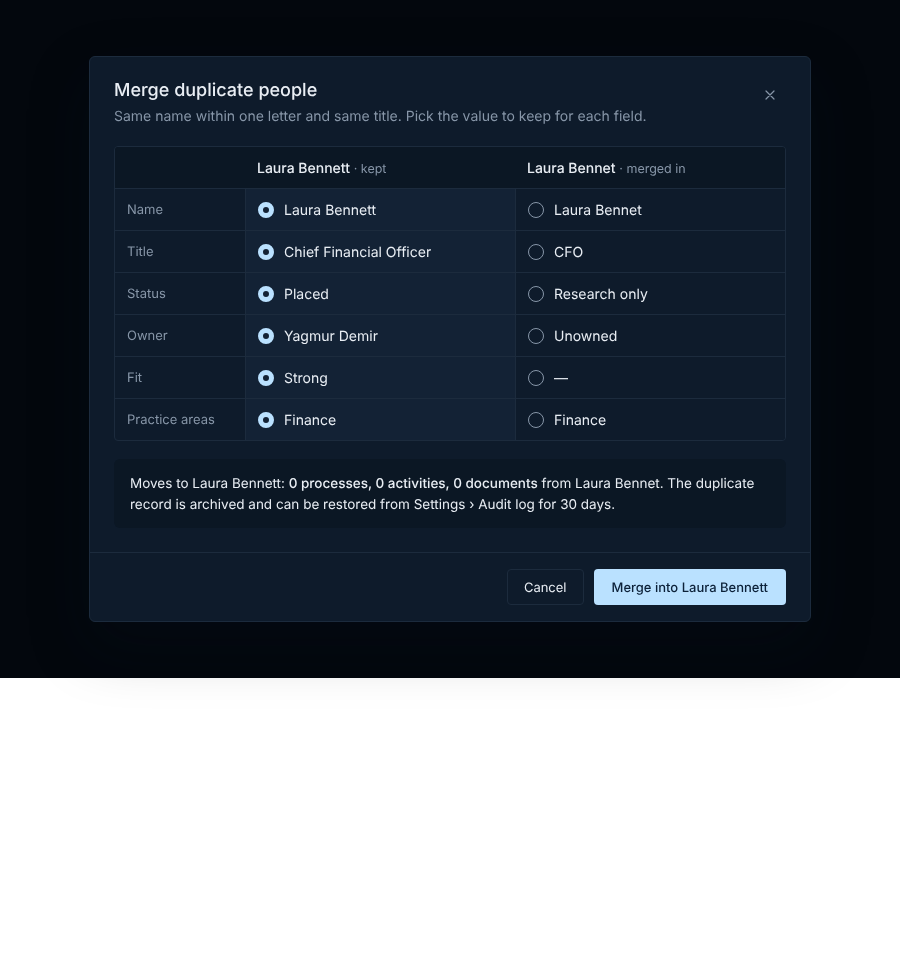 Merge duplicate people
Same name within one letter and same title. Pick the value to keep for each field.
Laura Bennett · kept
Laura Bennet · merged in
Name
Laura Bennett
Laura Bennet
Title
Chief Financial Officer
CFO
Status
Placed
Research only
Owner
Yagmur Demir
Unowned
Fit
Strong
—
Practice areas
Finance
Finance
Moves to Laura Bennett: 0 processes, 0 activities, 0 documents from Laura Bennet. The duplicate
record is archived and can be restored from Settings › Audit log for 30 days.
Cancel
Merge into Laura Bennett